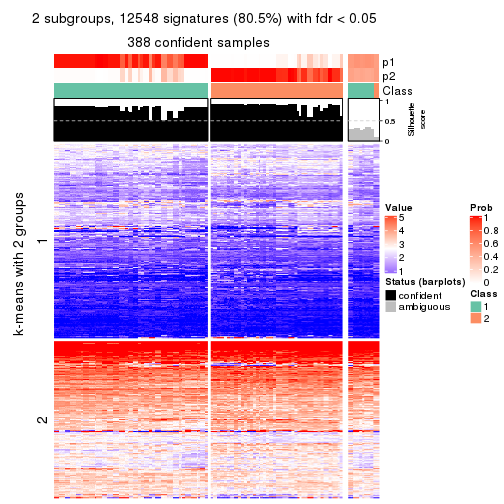 2 subgroups, 12548 signatures (80.5%) with fdr < 0.05
388 confident samples
p1
p2
Class
1
0.5
0
Silhouette
score
k-means with 2 groups
1
2
Value
5
4
3
2
1
Status (barplots)
confident
ambiguous
Prob
1
0.8
0.6
0.4
0.2
0
Class
1
2